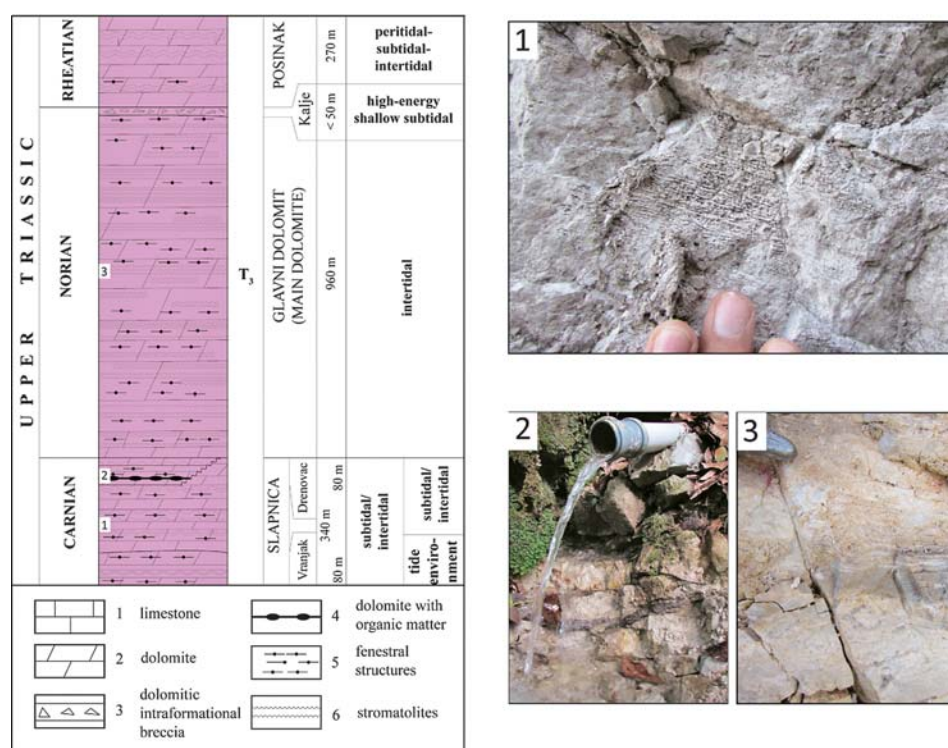 UPPER TRIASSIC
RHEATIAN
NORIAN
CARNIAN
3
2
1
T3
POSINAK
Kalje
GLAVNI DOLOMIT
(MAIN DOLOMITE)
SLAPNICA
Drenovac
Vranjak
270 m
< 50 m
960 m
80 m
340 m
80 m
peritidal-
subtidal-
intertidal
high-energy
shallow subtidal
intertidal
subtidal/
intertidal
subtidal/
intertidal
tide
enviro-
nment
1 limestone
2 dolomite
3 dolomitic
intraformational
breccia
4 dolomite with
organic matter
5 fenestral
structures
6 stromatolites
1
2
3